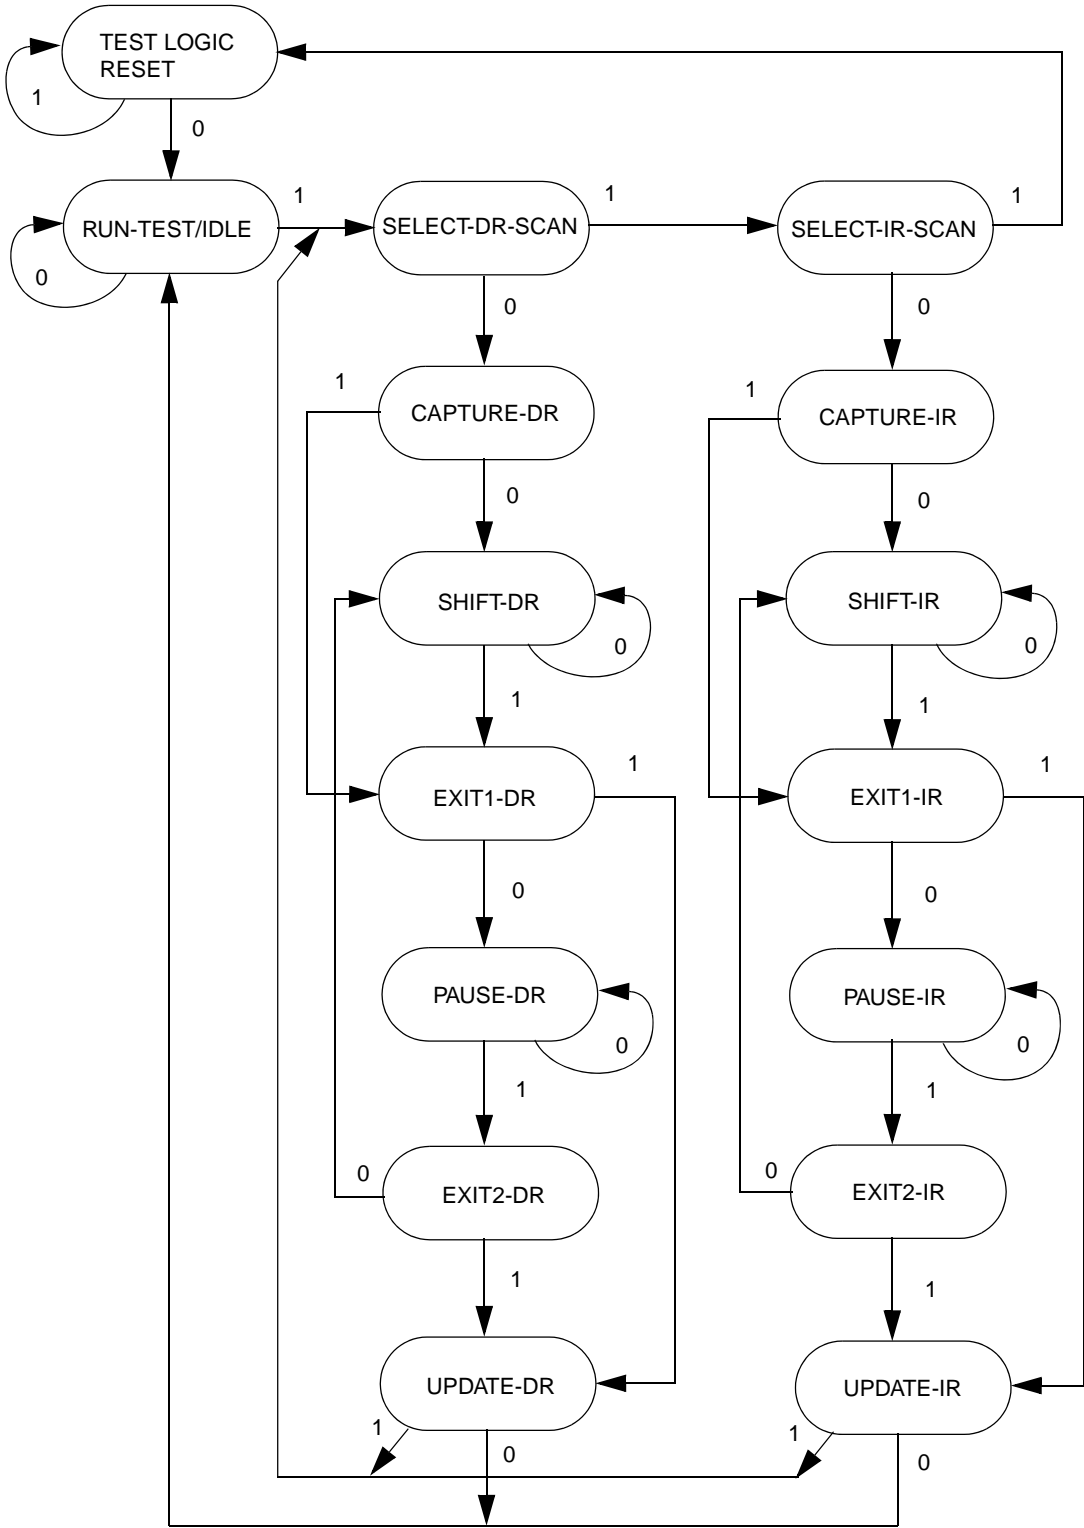 TEST LOGIC
RESET
1
0
RUN-TEST/IDLE
1
SELECT-DR-SCAN
1
SELECT-IR-SCAN
1
0
0
0
1
CAPTURE-DR
1
CAPTURE-IR
0
0
SHIFT-DR
0
SHIFT-IR
0
1
1
EXIT1-DR
1
EXIT1-IR
1
0
0
PAUSE-DR
0
PAUSE-IR
0
1
1
0
EXIT2-DR
0
EXIT2-IR
1
1
UPDATE-DR
UPDATE-IR
1
0
1
0